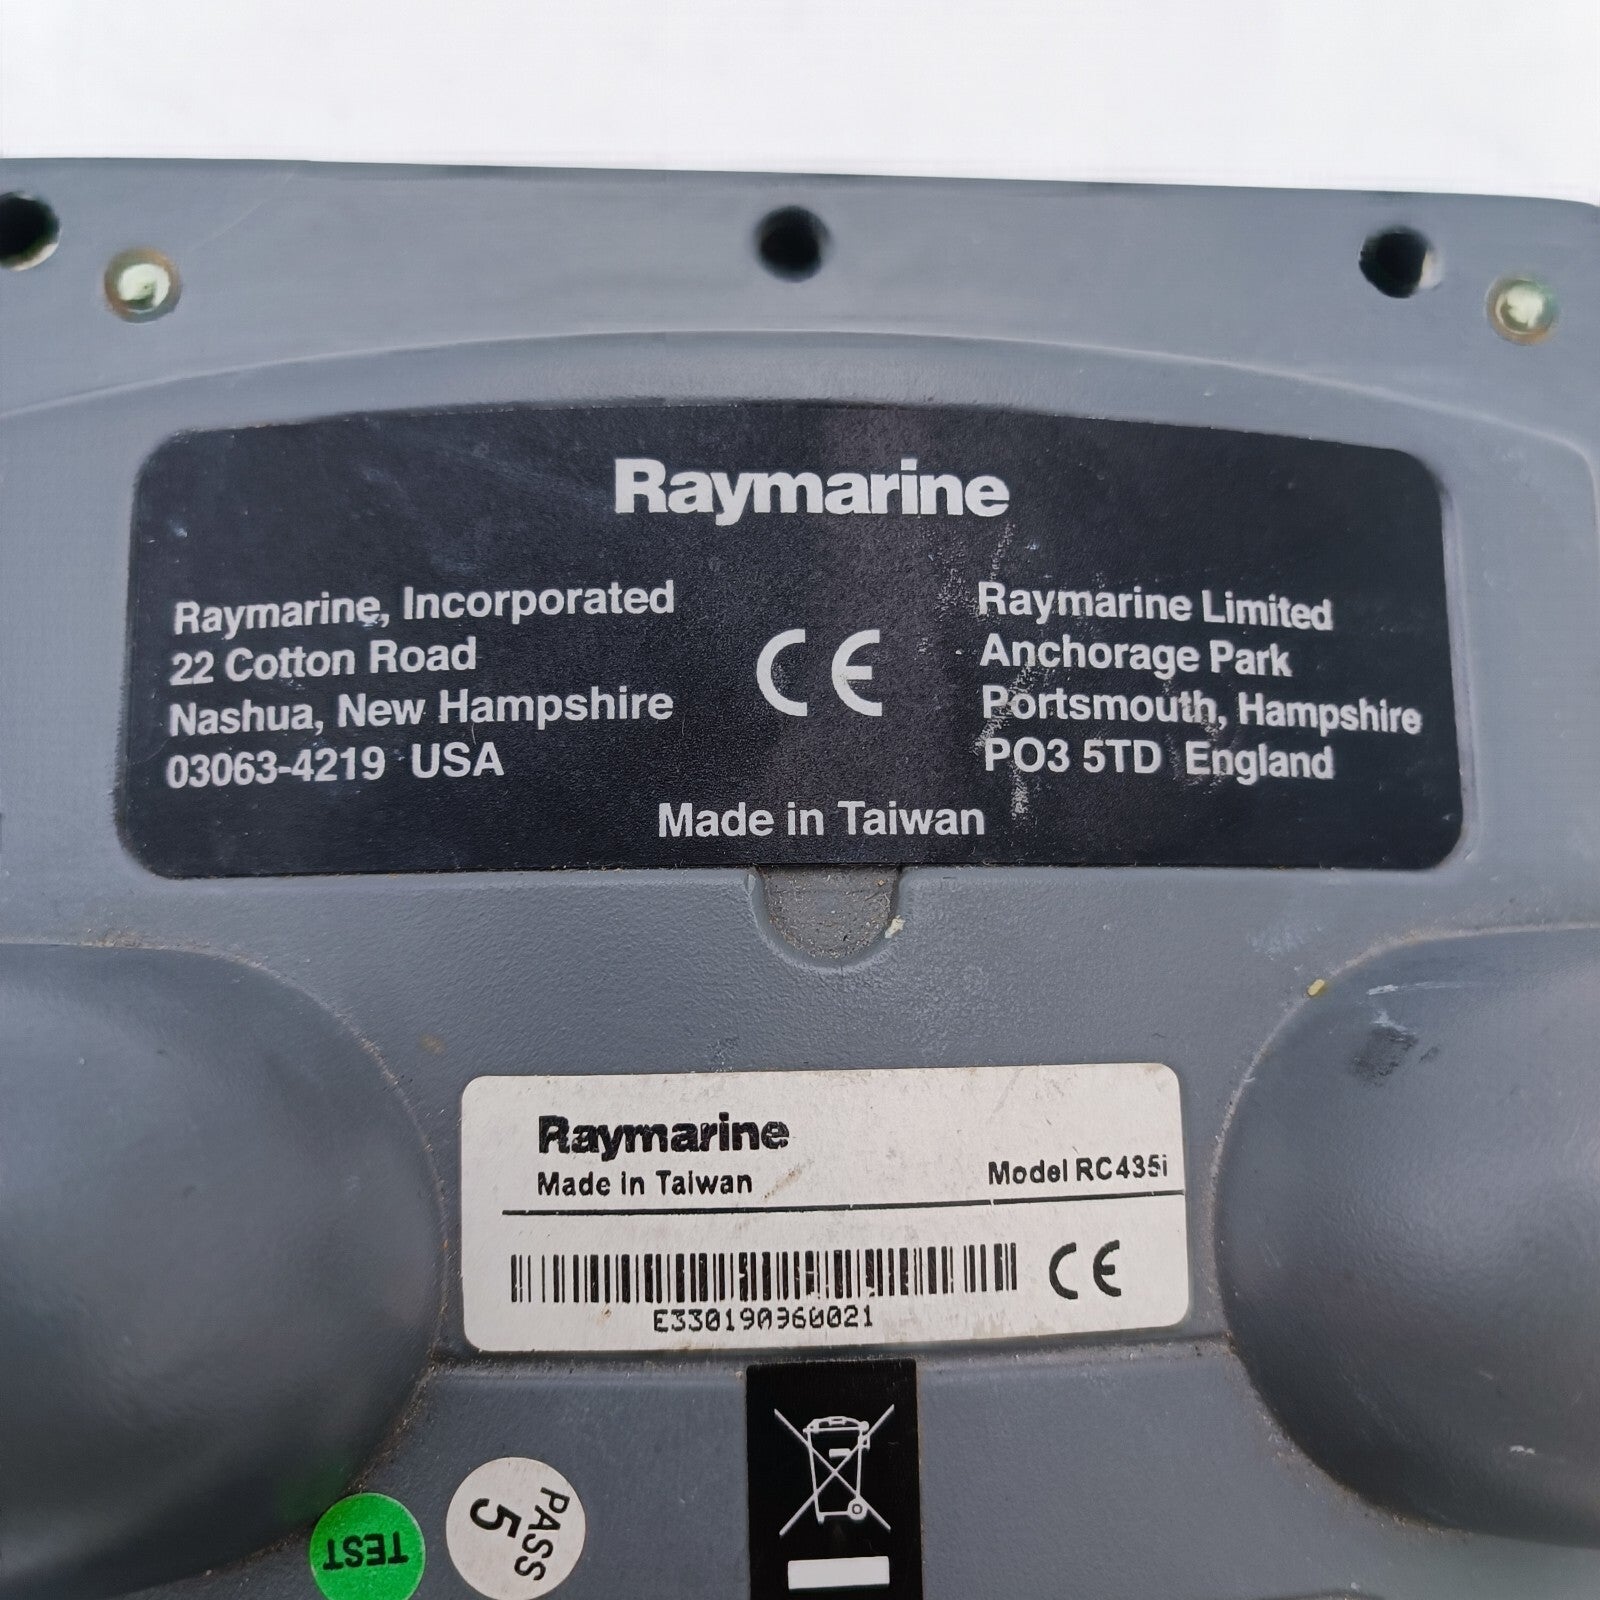 Raymarine
Raymarine, Incorporated
22 Cotton Road
Nashua, New Hampshire
03063-4219 USA
CE
Raymarine Limited
Anchorage Park
Portsmouth, Hampshire
PO3 5TD England
Made in Taiwan
Raymarine
Made in Taiwan
Model RC435i
CE
TEST
PASS
5